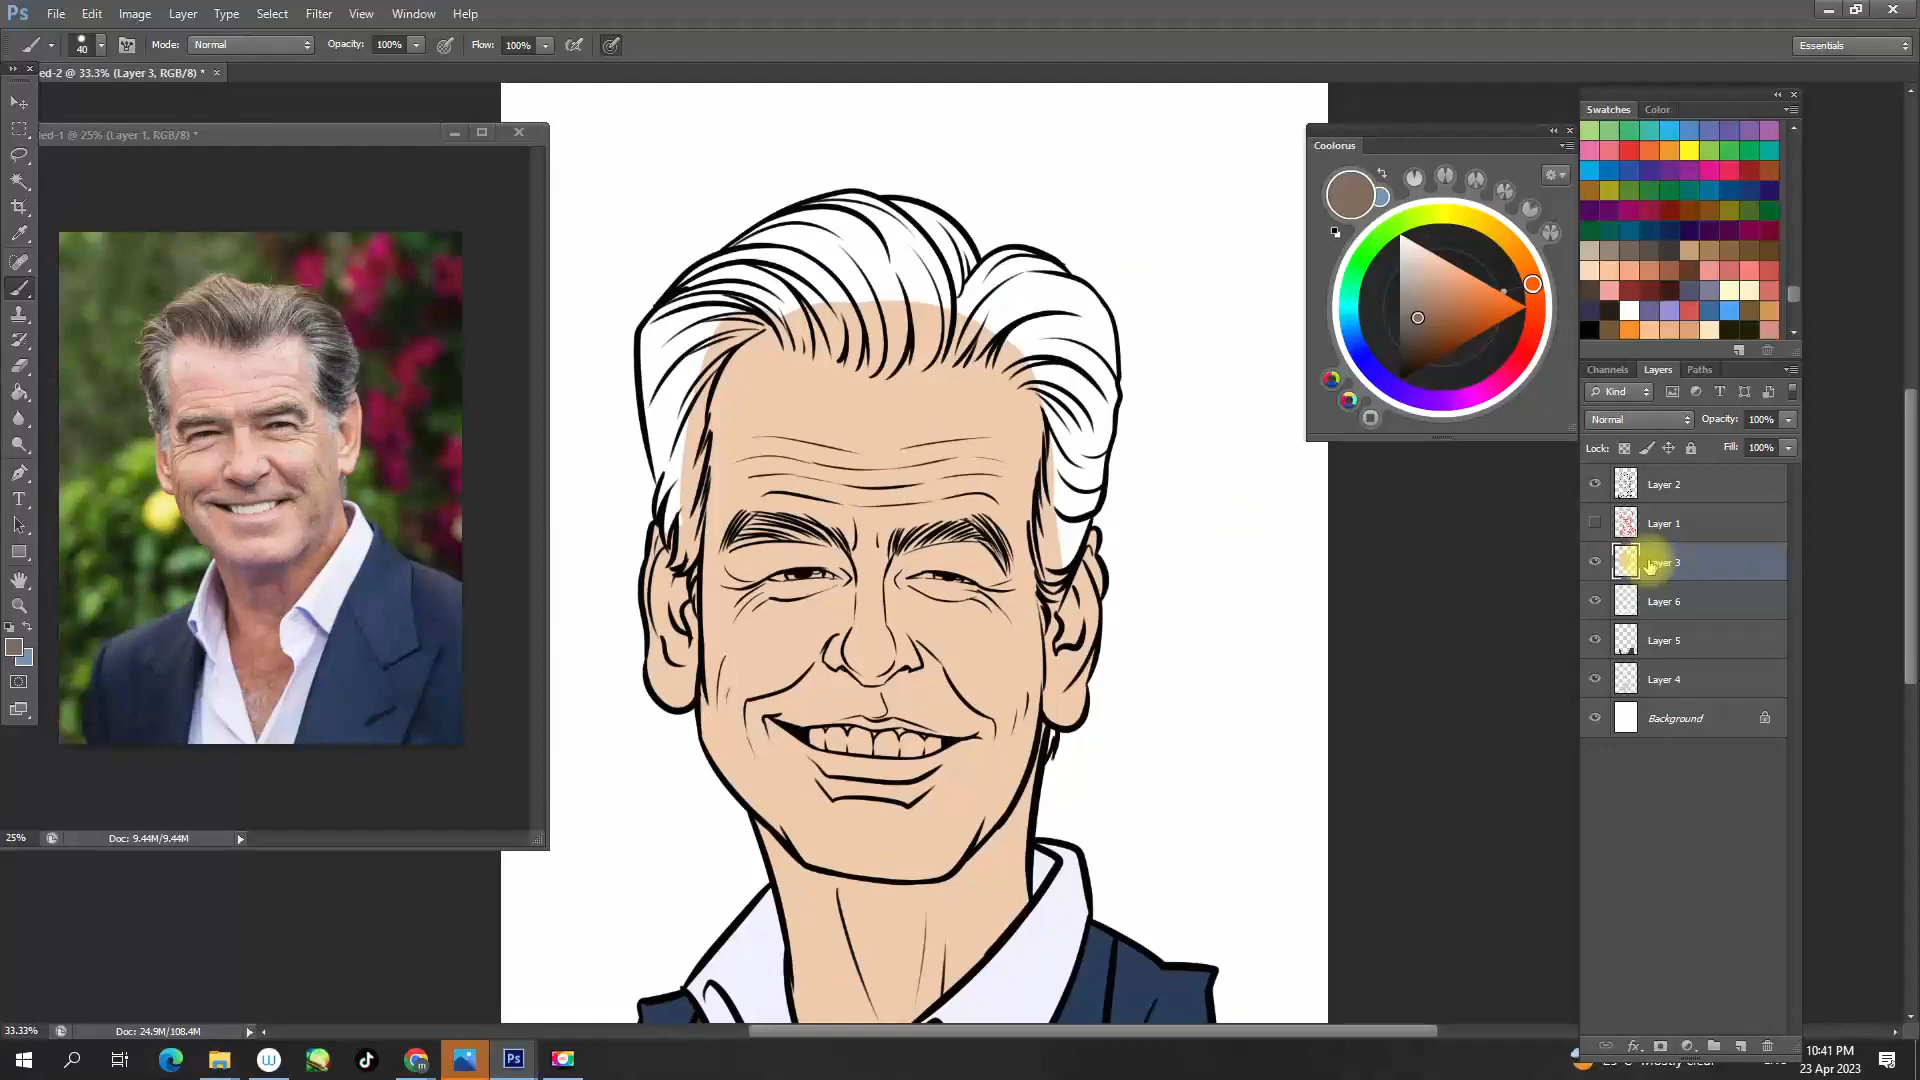 Ps File Edit Image Layer Type Select Filter View Window Help
40 Mode: Normal Opacity: 100% Flow: 100% Essentials
ed-2 @ 33.3% (Layer 3, RGB/8) *
ed-1 @ 25% (Layer 1, RGB/8) *
Swatches Color
Coolorus
Channels Layers Paths
Kind
Normal Opacity: 100%
Lock: Fill: 100%
Layer 2
Layer 1
Layer 3
Layer 6
Layer 5
Layer 4
Background
25% Doc: 9.44M/9.44M
33.33% Doc: 24.9M/108.4M
10:41 PM
23 Apr 2023